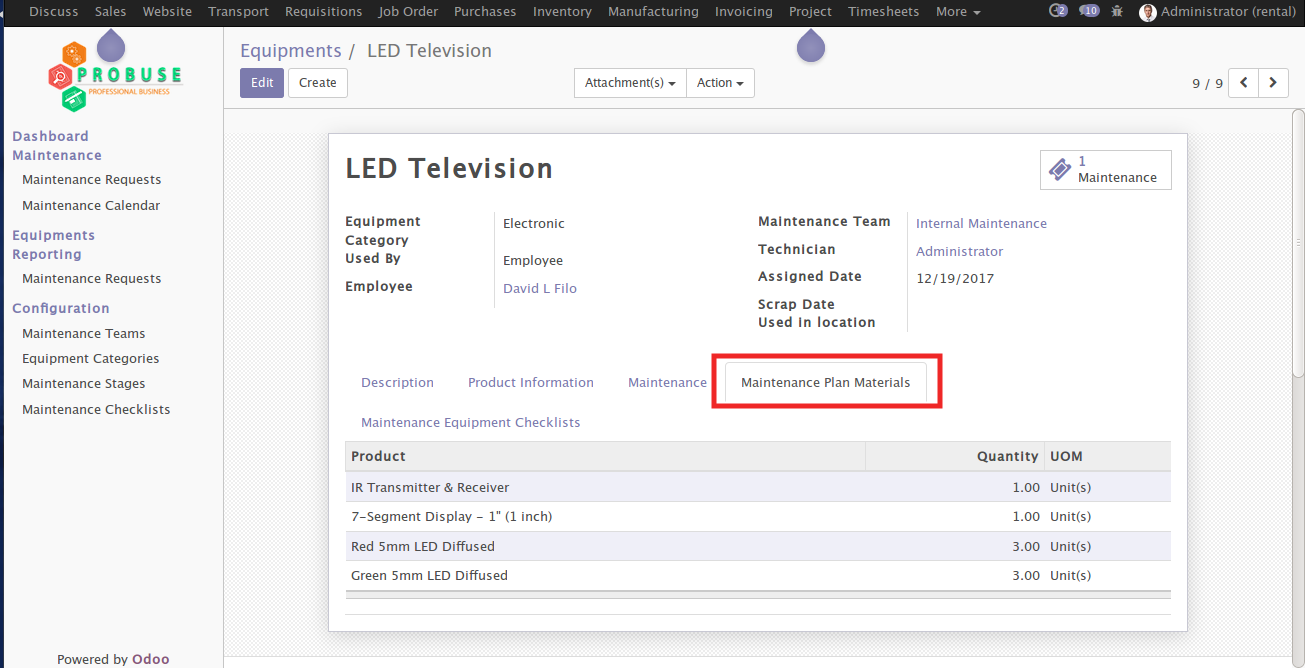 Discuss Sales Website Transport Requisitions Job Order Purchases Inventory Manufacturing Invoicing Project Timesheets More 2 10 Administrator (rental)
PROBUSE
PROFESSIONAL BUSINESS
Dashboard
Maintenance
Maintenance Requests
Maintenance Calendar
Equipments
Reporting
Maintenance Requests
Configuration
Maintenance Teams
Equipment Categories
Maintenance Stages
Maintenance Checklists
Powered by Odoo
Equipments / LED Television
Edit Create Attachment(s) Action 9 / 9
LED Television
1
Maintenance
Equipment Category Electronic
Used By Employee
Employee David L Filo
Maintenance Team Internal Maintenance
Technician Administrator
Assigned Date 12/19/2017
Scrap Date
Used in location
Description Product Information Maintenance Maintenance Plan Materials
Maintenance Equipment Checklists
Product Quantity UOM
IR Transmitter & Receiver 1.00 Unit(s)
7-Segment Display - 1" (1 inch) 1.00 Unit(s)
Red 5mm LED Diffused 3.00 Unit(s)
Green 5mm LED Diffused 3.00 Unit(s)